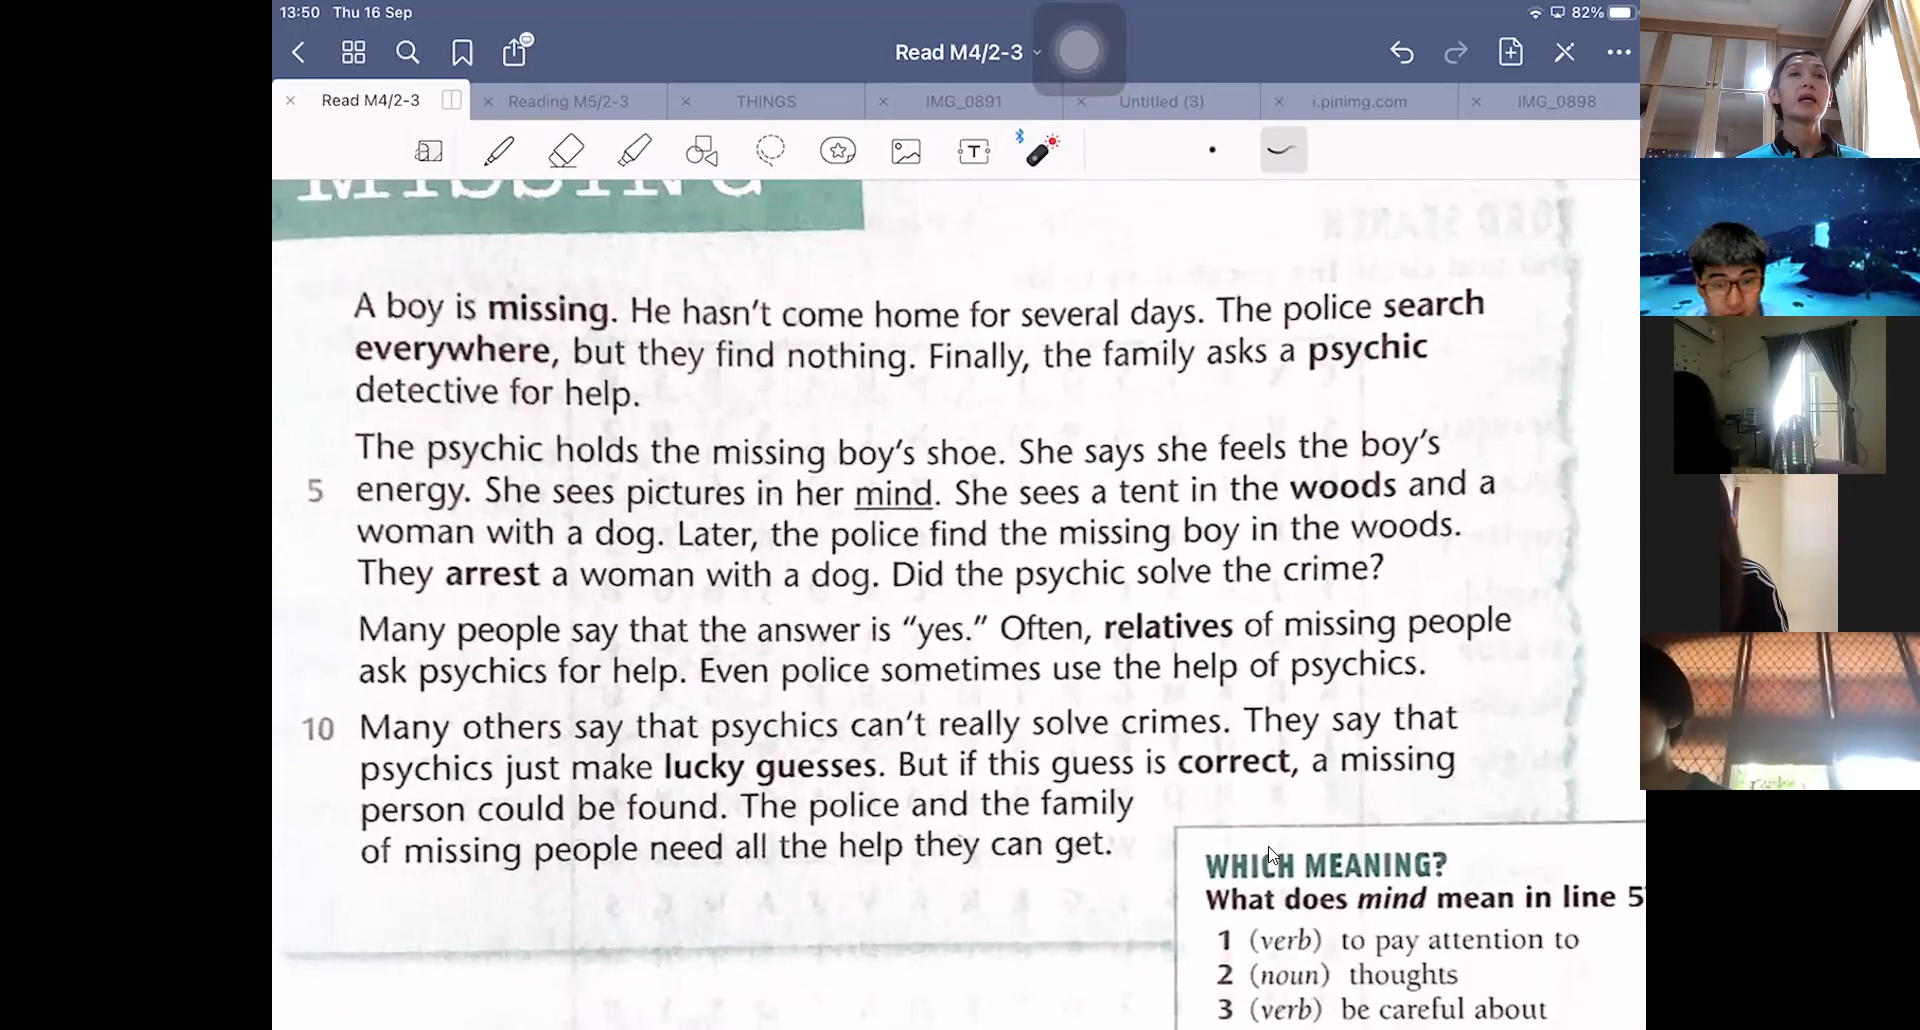 13:50 Thu 16 Sep
82%
Read M4/2-3
Read M4/2-3
Reading M5/2-3
THINGS
IMG_0891
Untitled (3)
i.pinimg.com
IMG_0898
MISSING
A boy is missing. He hasn't come home for several days. The police search
everywhere, but they find nothing. Finally, the family asks a psychic
detective for help.
The psychic holds the missing boy's shoe. She says she feels the boy's
5 energy. She sees pictures in her mind. She sees a tent in the woods and a
woman with a dog. Later, the police find the missing boy in the woods.
They arrest a woman with a dog. Did the psychic solve the crime?
Many people say that the answer is “yes.” Often, relatives of missing people
ask psychics for help. Even police sometimes use the help of psychics.
10 Many others say that psychics can't really solve crimes. They say that
psychics just make lucky guesses. But if this guess is correct, a missing
person could be found. The police and the family
of missing people need all the help they can get.
WHICH MEANING?
What does mind mean in line 5
1 (verb) to pay attention to
2 (noun) thoughts
3 (verb) be careful about